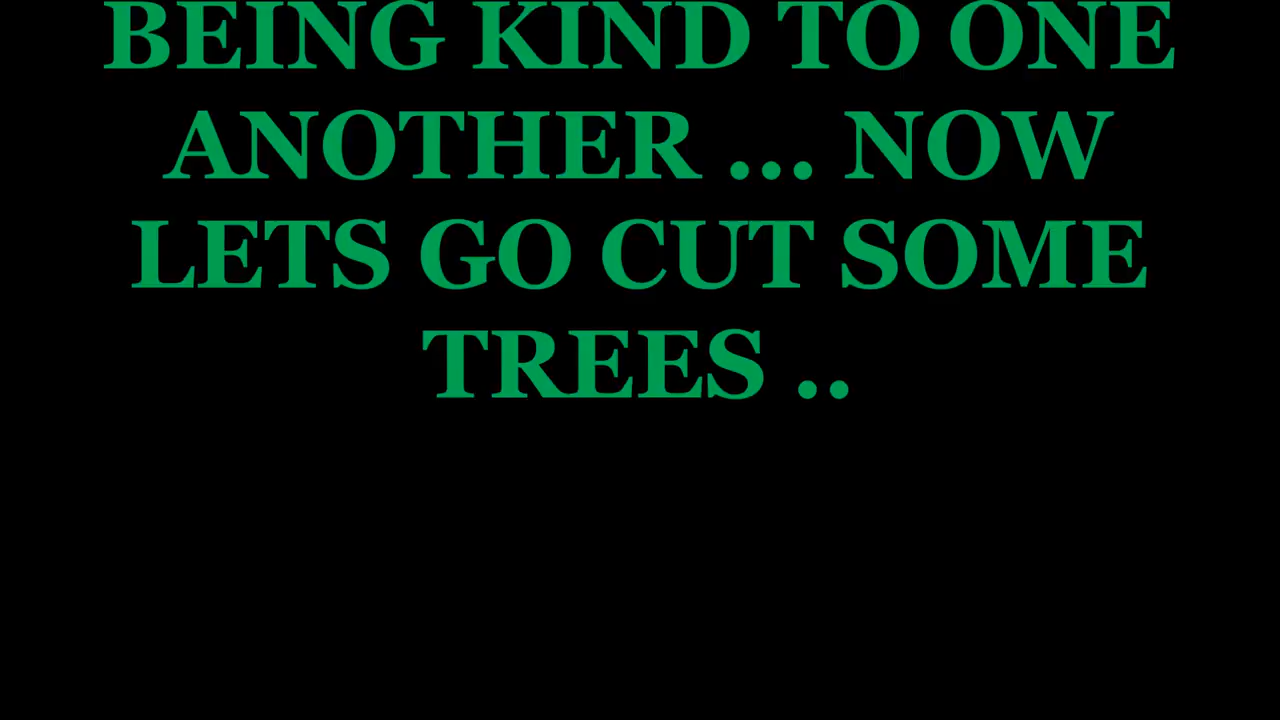 BEING KIND TO ONE
ANOTHER ... NOW
LETS GO CUT SOME
TREES ..